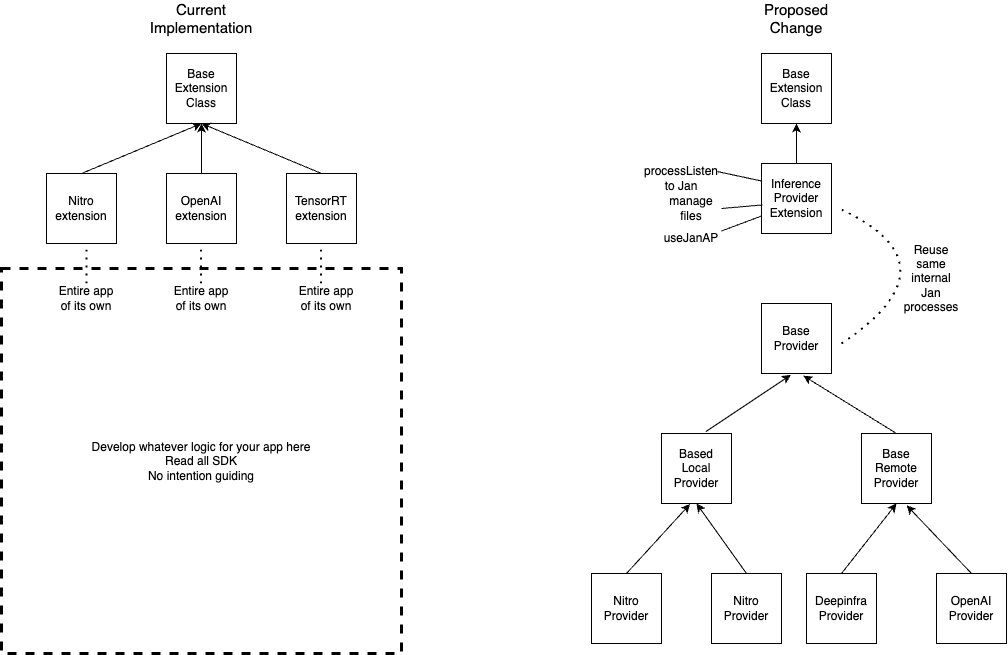 Current
Implementation
Base
Extension
Class
Nitro
extension
OpenAI
extension
TensorRT
extension
Entire app
of its own
Entire app
of its own
Entire app
of its own
Develop whatever logic for your app here
Read all SDK
No intention guiding
Proposed
Change
Base
Extension
Class
processListen
to Jan
manage
files
useJanAP
Inference
Provider
Extension
Reuse
same
internal
Jan
processes
Base
Provider
Based
Local
Provider
Base
Remote
Provider
Nitro
Provider
Nitro
Provider
Deepinfra
Provider
OpenAI
Provider